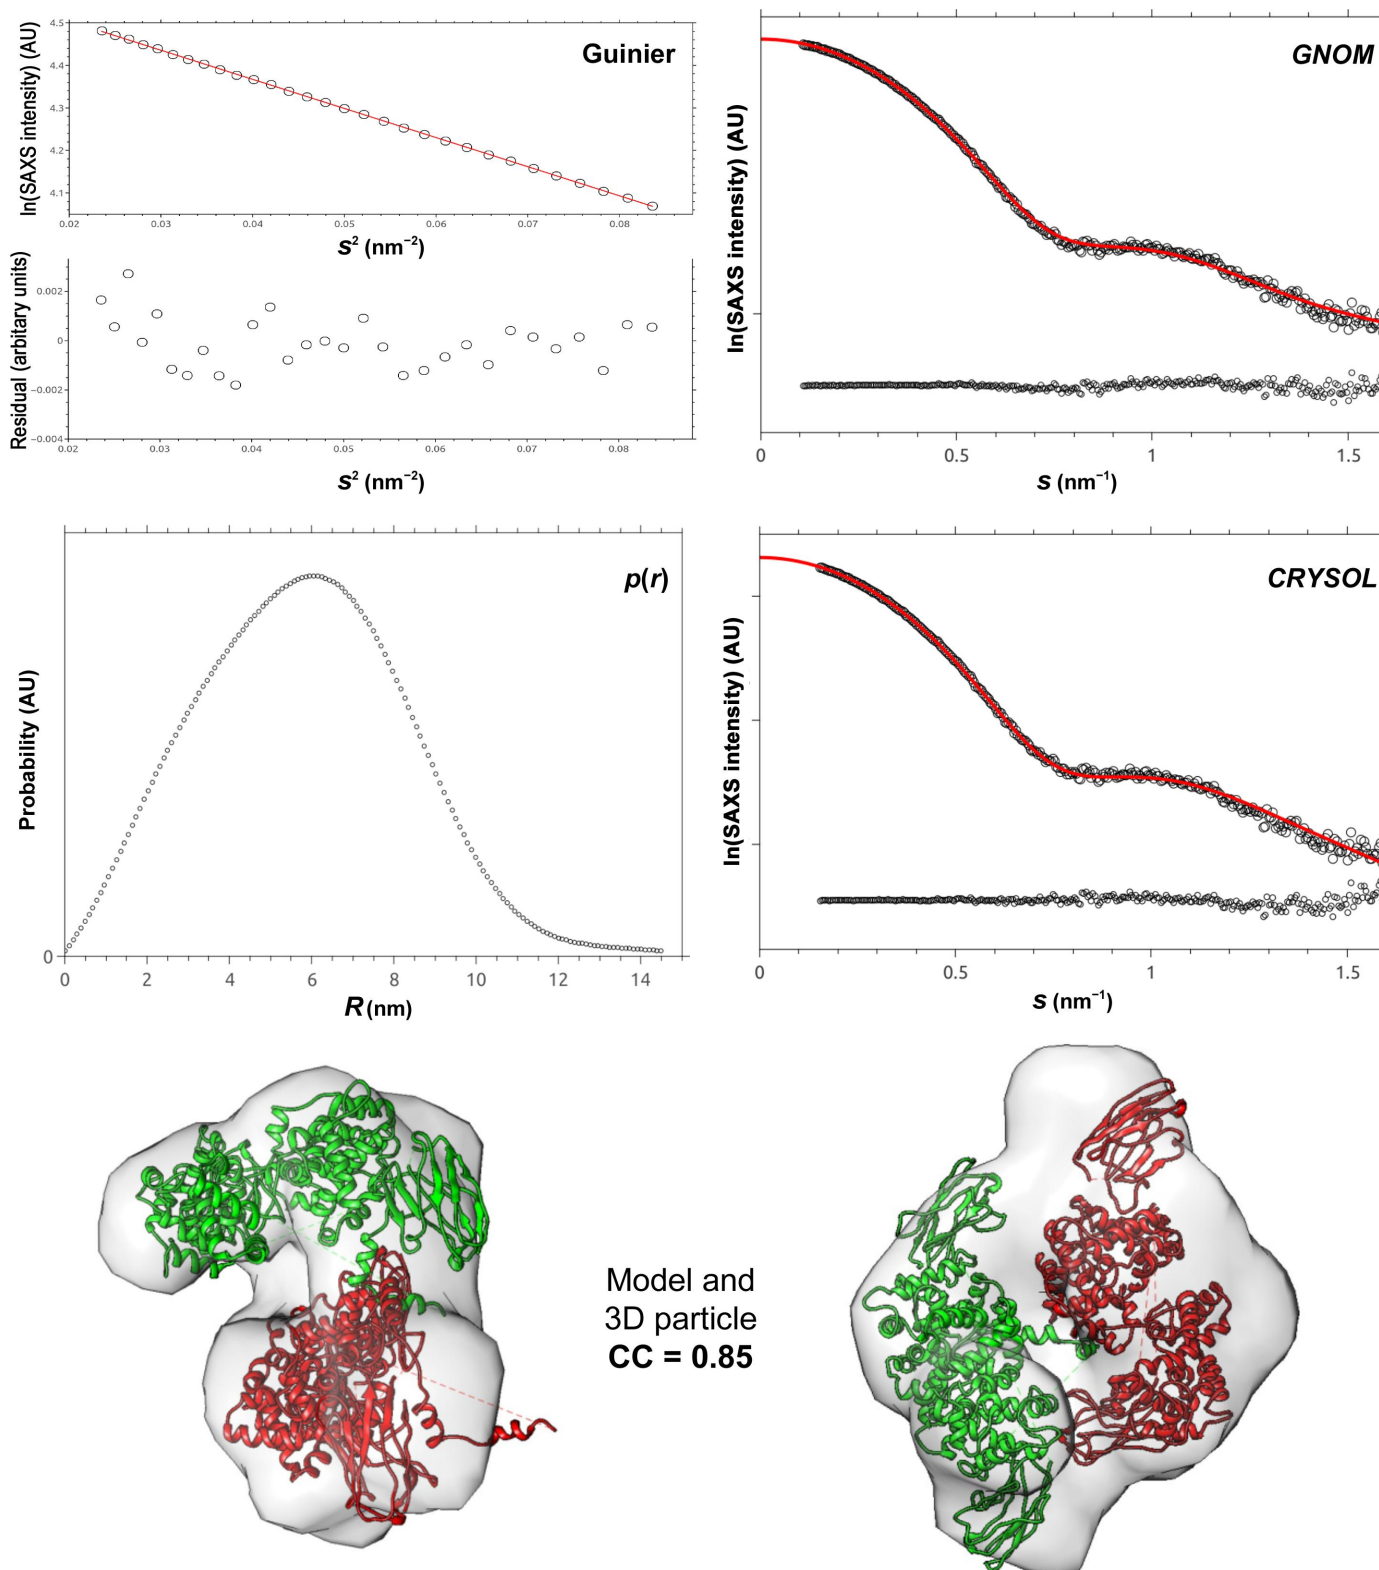 Guinier
ln(SAXS intensity) (AU)
4.5
4.4
4.3
4.2
4.1
0.02
0.03
0.04
0.05
0.06
0.07
0.08
s² (nm⁻²)
Residual (arbitary units)
0.002
0
−0.002
−0.004
0.02
0.03
0.04
0.05
0.06
0.07
0.08
s² (nm⁻²)
GNOM
ln(SAXS intensity) (AU)
0
0.5
1
1.5
s (nm⁻¹)
p(r)
Probability (AU)
0
0
2
4
6
8
10
12
14
R (nm)
CRYSOL
ln(SAXS intensity) (AU)
0
0.5
1
1.5
s (nm⁻¹)
Model and
3D particle
CC = 0.85